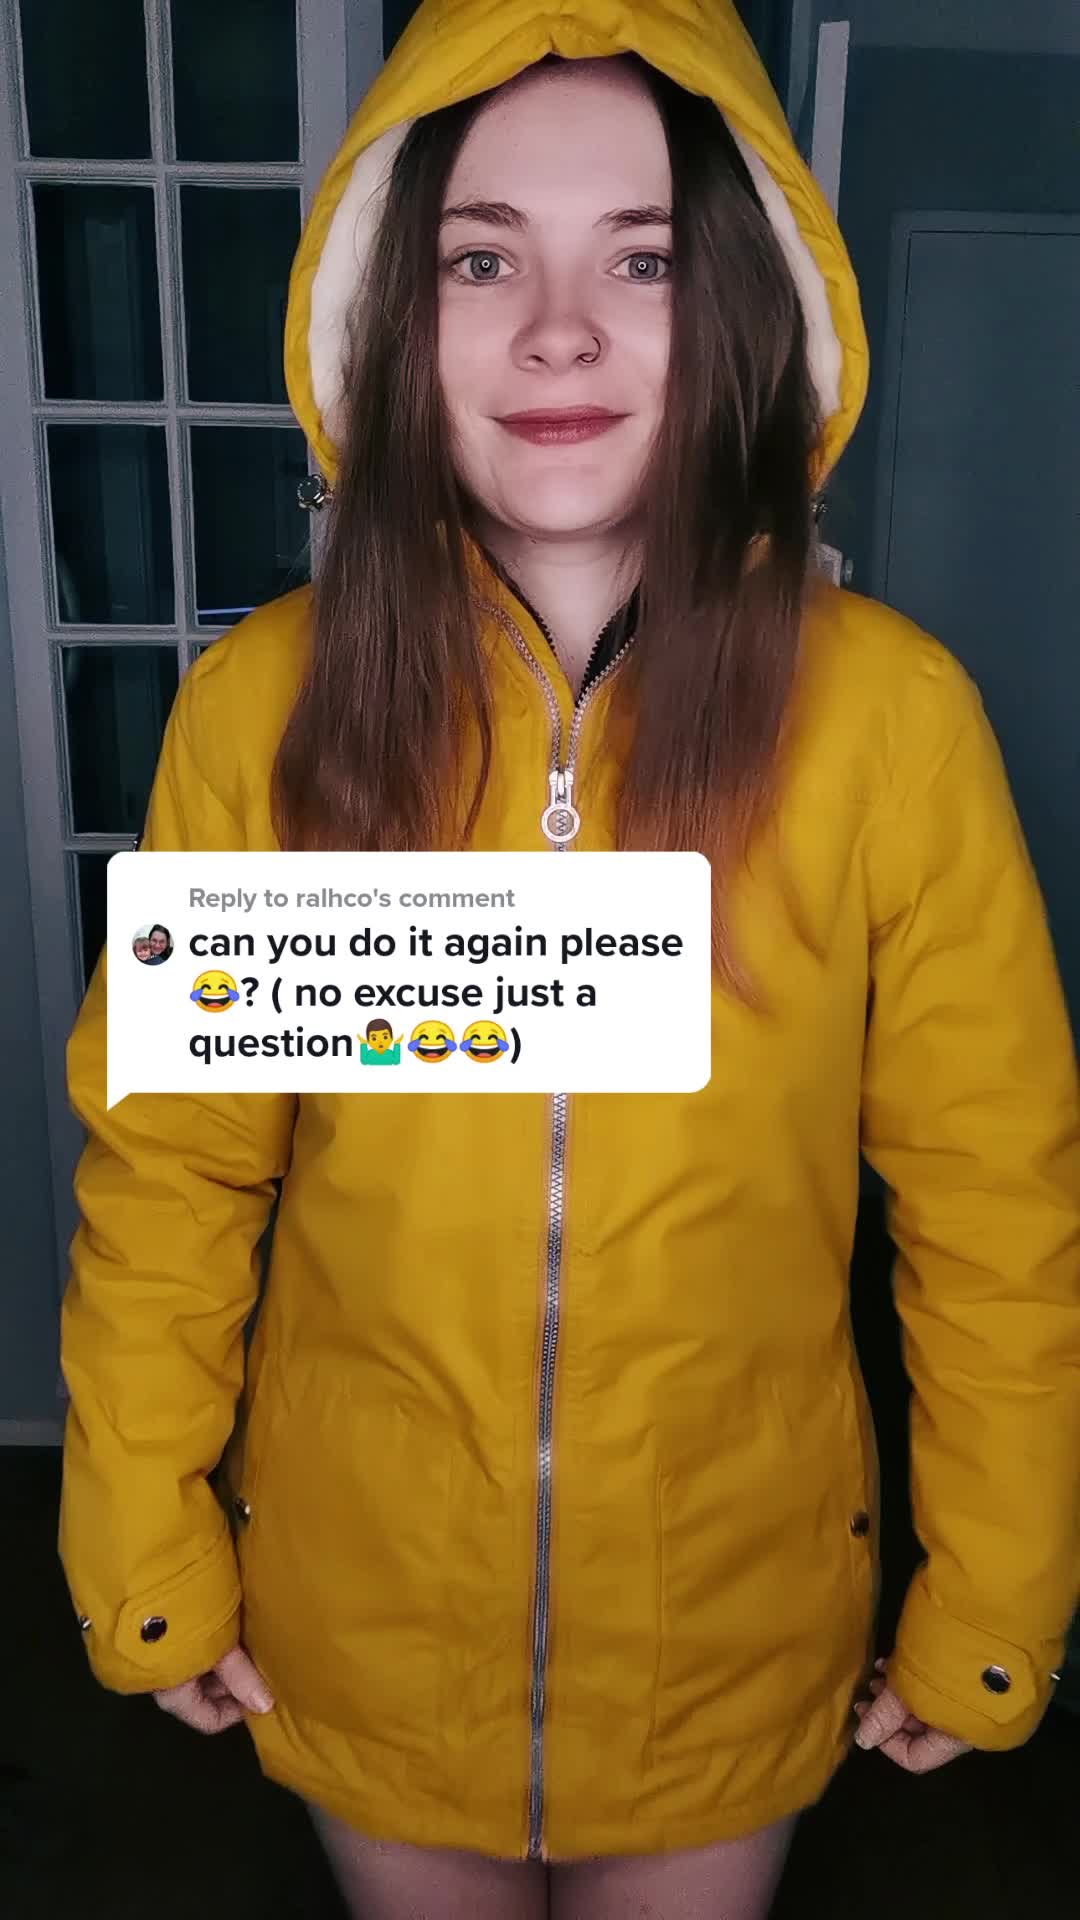 Reply to ralhco's comment
can you do it again please
😂? ( no excuse just a
question🤷‍♂️😂😂)